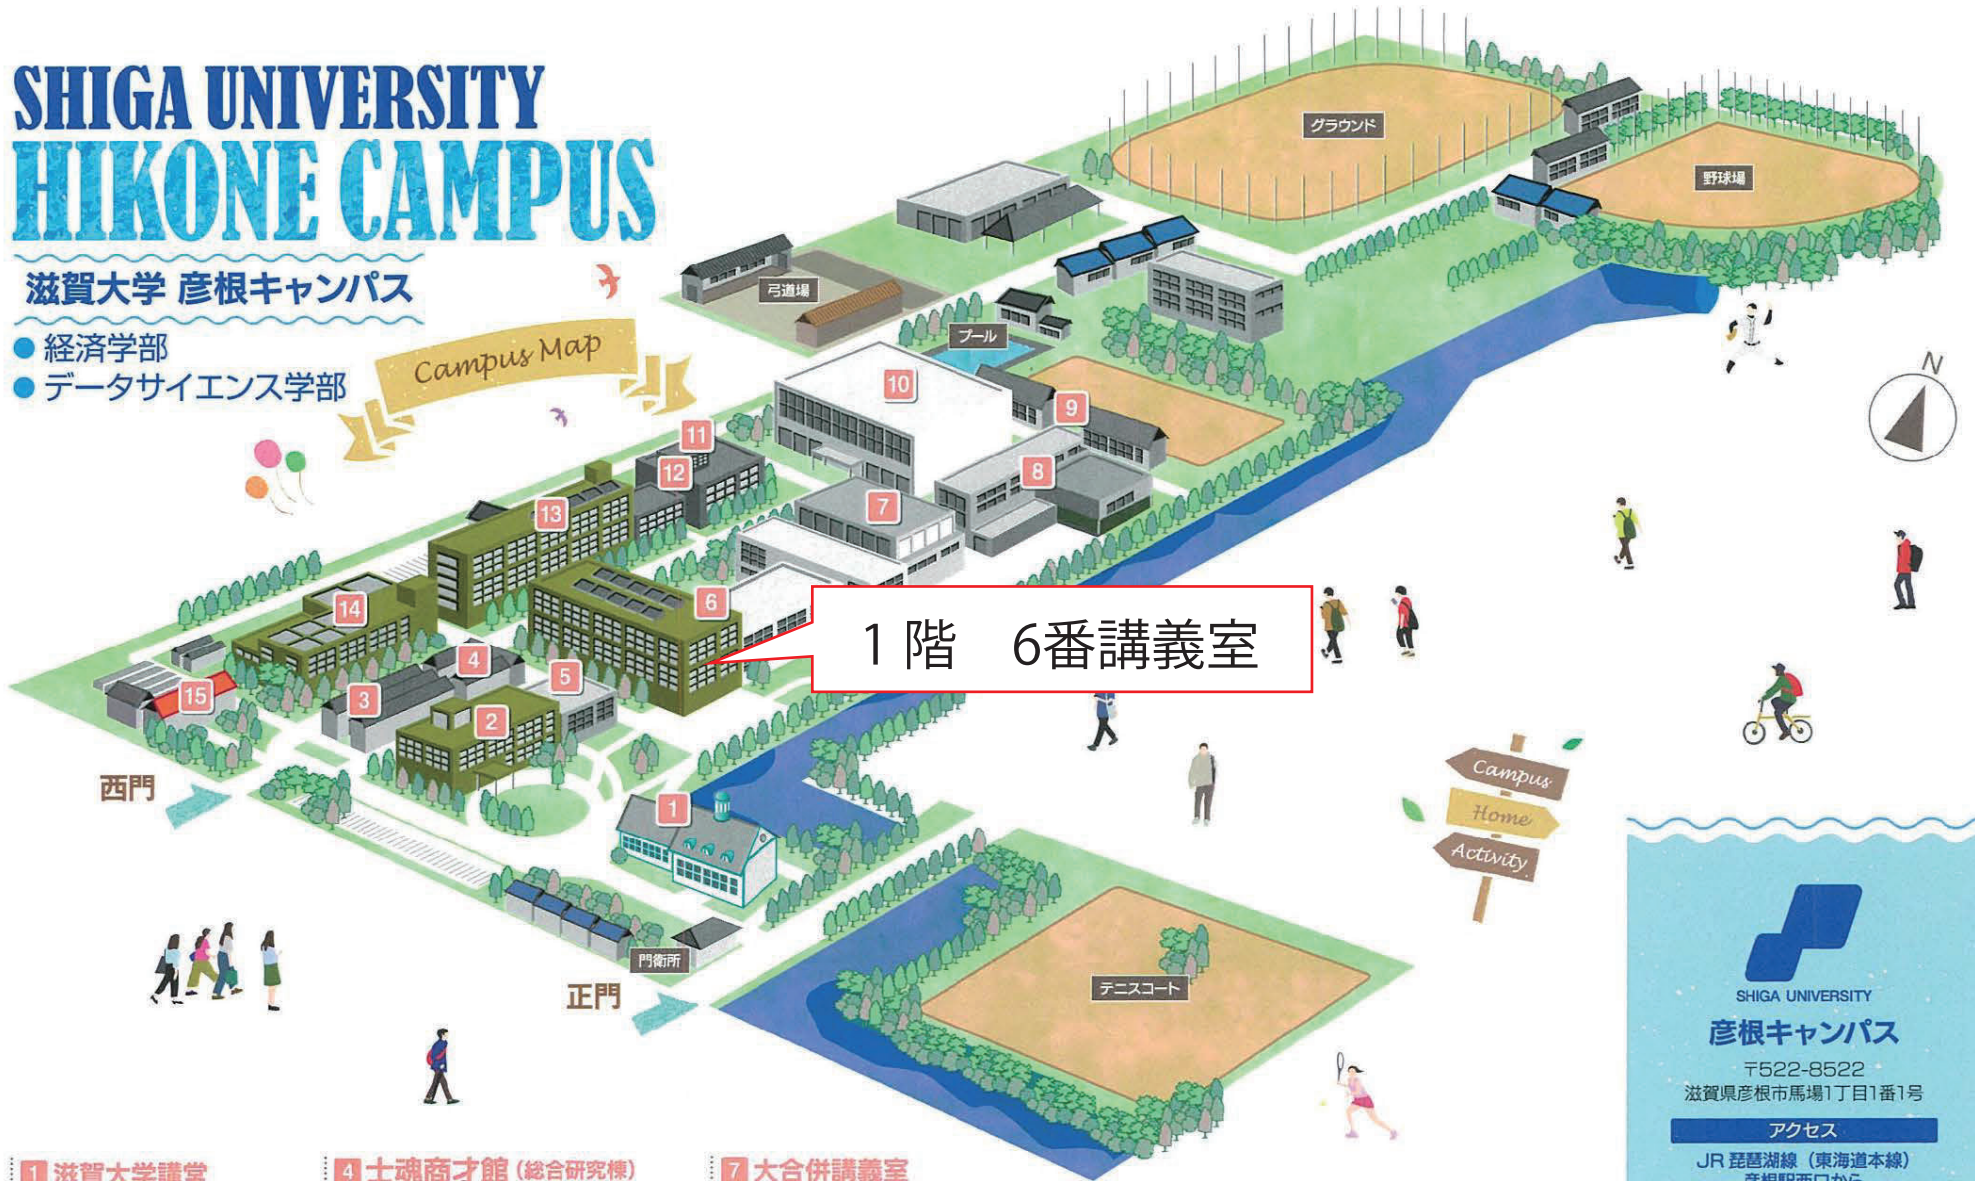 SHIGA UNIVERSITY
HIKONE CAMPUS
滋賀大学 彦根キャンパス
● 経済学部
● データサイエンス学部
Campus Map
グラウンド
野球場
弓道場
プール
N
10
9
11
12
8
13
7
6
14
1階 6番講義室
4
5
15
3
2
西門
1
Campus
Home
Activity
門衛所
正門
テニスコート
SHIGA UNIVERSITY
彦根キャンパス
〒522-8522
滋賀県彦根市馬場1丁目1番1号
アクセス
JR 琵琶湖線(東海道本線)
彦根駅西口から
1 滋賀大学講堂
4 士魂商才館(総合研究棟)
7 大合併講義室